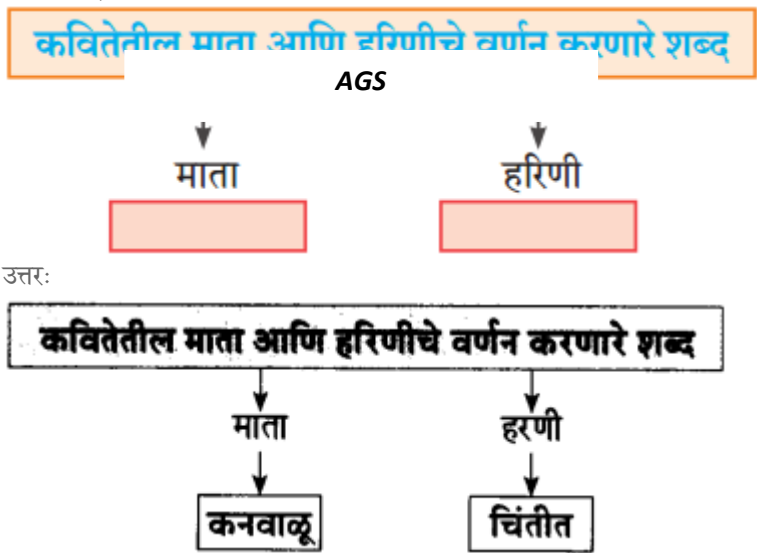 कवितेतील माता आणि हरिणीचे वर्णन करणारे शब्द
AGS
माता हरिणी
उत्तरः
कवितेतील माता आणि हरिणीचे वर्णन करणारे शब्द
माता हरणी
कनवाळू चिंतीत